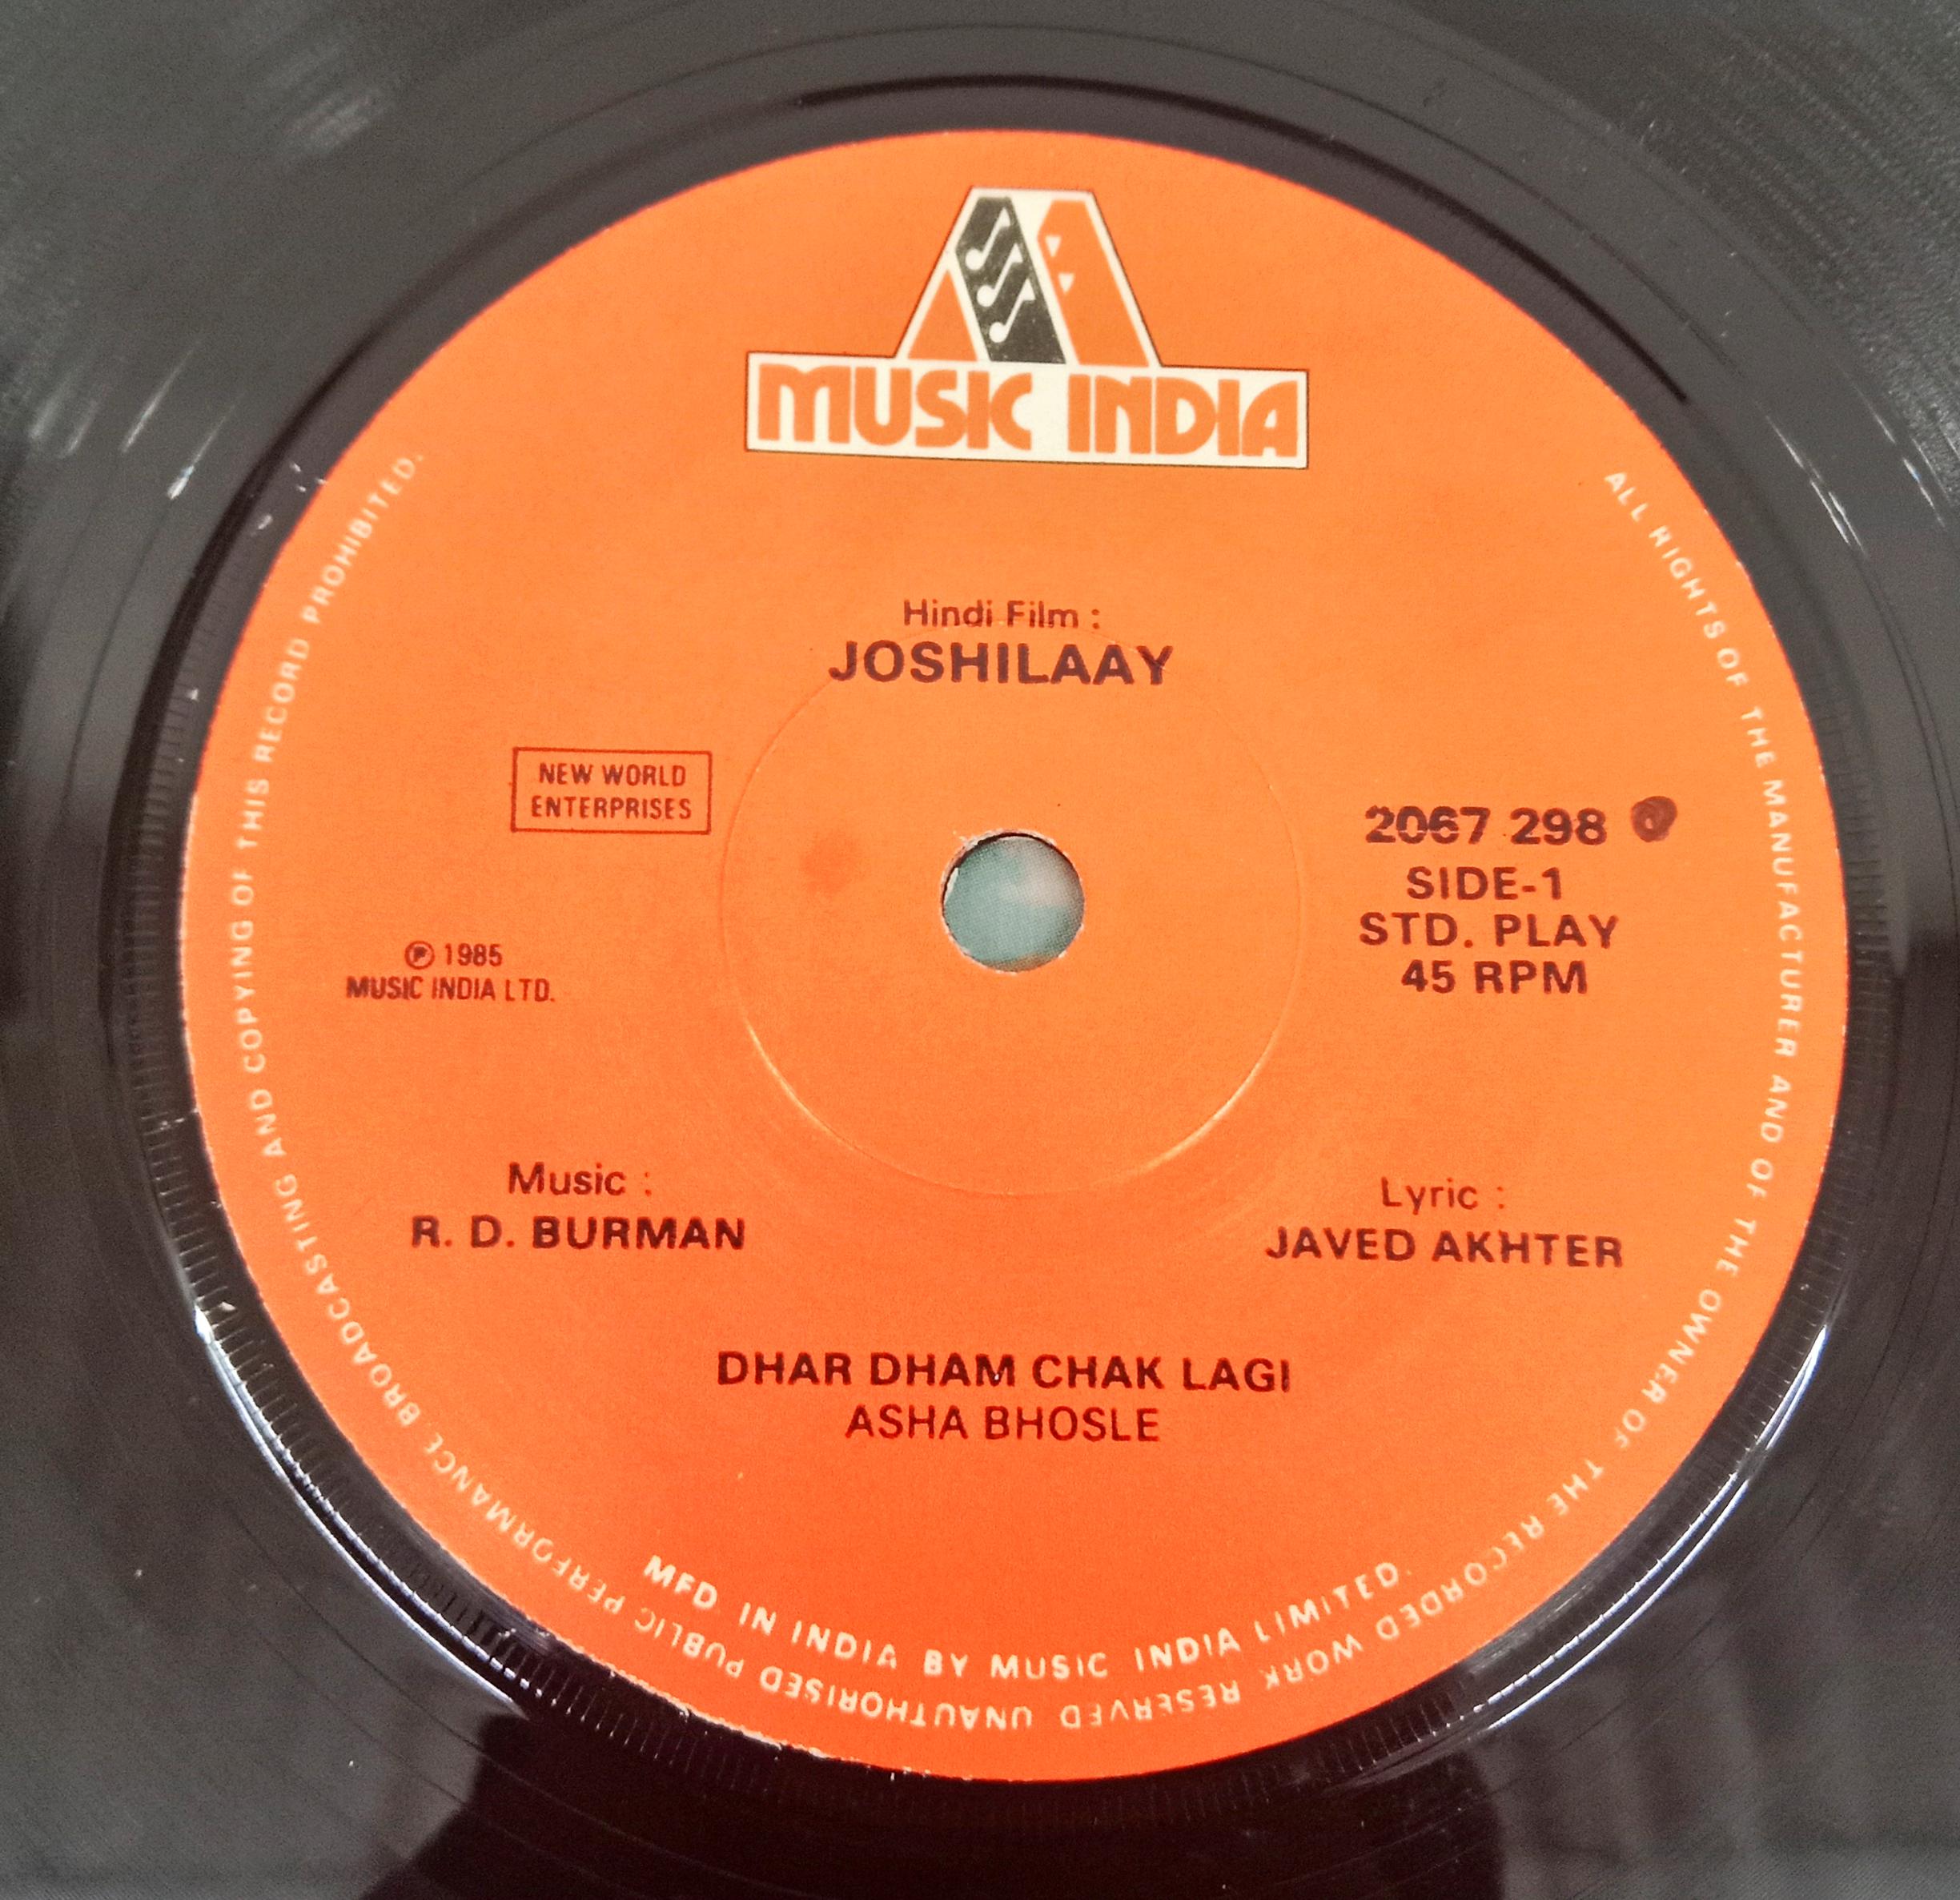 MUSIC INDIA
Hindi Film :
JOSHILAAY
NEW WORLD
ENTERPRISES
2067 298
SIDE-1
STD. PLAY
45 RPM
℗ 1985
MUSIC INDIA LTD.
Music :
R. D. BURMAN
Lyric :
JAVED AKHTER
DHAR DHAM CHAK LAGI
ASHA BHOSLE
MFD. IN INDIA BY MUSIC INDIA LIMITED.
ALL RIGHTS OF THE MANUFACTURER AND OF THE OWNER OF THE RECORDED WORK RESERVED UNAUTHORISED PUBLIC PERFORMANCE BROADCASTING AND COPYING OF THIS RECORD PROHIBITED.